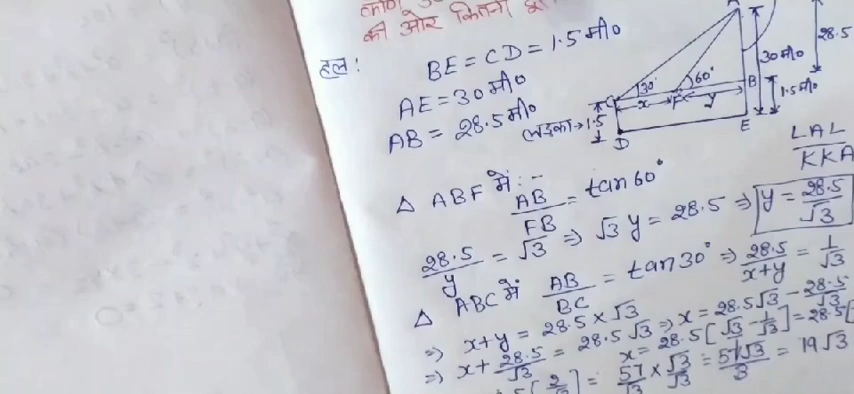 की ओर कितना
हल:
BE = CD = 1.5 मी०
AE = 30 मी०
AB = 28.5 मी०
A
28.5
30 मी०
30°
60°
B
1.5 मी०
C
x
F
y
(लड़का → 1.5
D
E
LAL/KKA
Δ ABF में:- AB/FB = tan 60°
28.5/y = √3 ⇒ √3 y = 28.5 ⇒ y = 28.5/√3
Δ ABC में AB/BC = tan 30° ⇒ 28.5/x+y = 1/√3
⇒ x+y = 28.5 × √3
⇒ x + 28.5/√3 = 28.5 √3 ⇒ x = 28.5√3 - 28.5/√3
x = 28.5 [√3 - 1/√3] = 28.5[
[2/ ] = 57/√3 × √3/√3 = 57√3/3 = 19√3